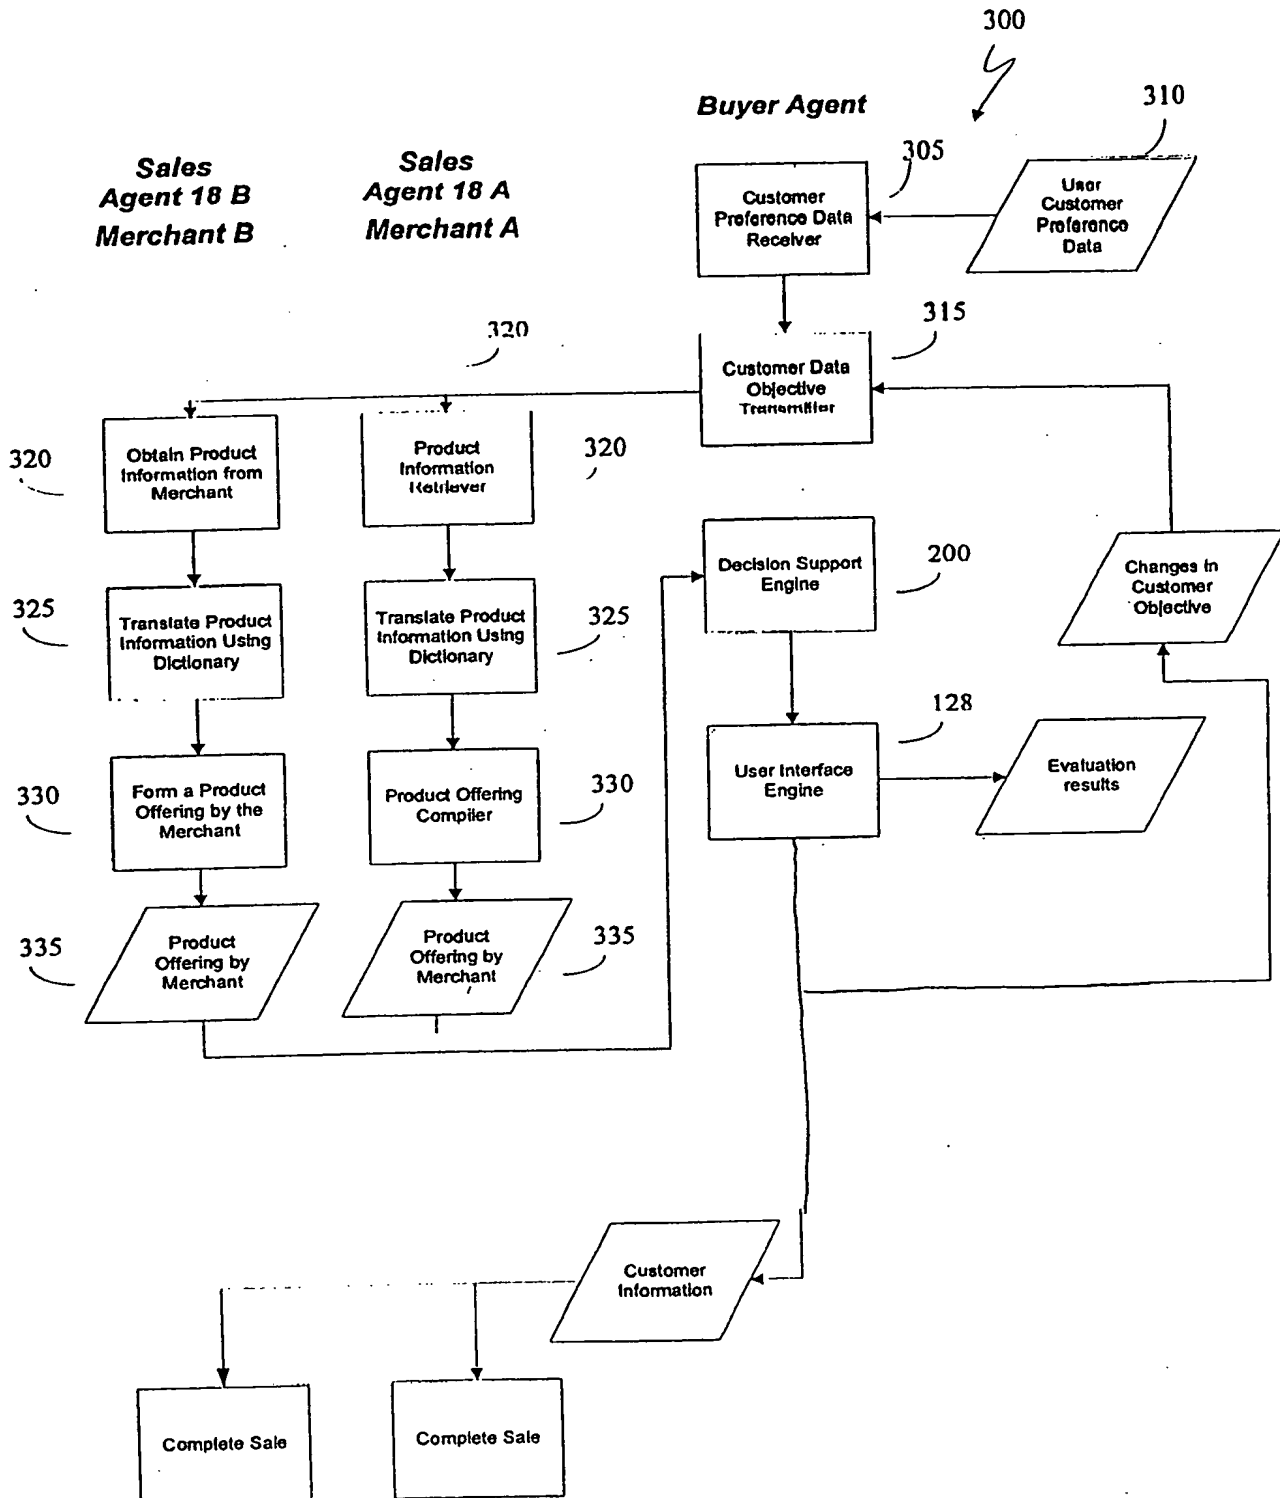 300
Buyer Agent
310
Sales
Agent 18 B
Merchant B
Sales
Agent 18 A
Merchant A
305
Customer
Preference Data
Receiver
User
Customer
Preference
Data
320
315
Customer Data
Objective
Transmitter
320
Obtain Product
Information from
Merchant
Product
Information
Retriever
320
Decision Support
Engine
200
Changes in
Customer
Objective
325
Translate Product
Information Using
Dictionary
Translate Product
Information Using
Dictionary
325
128
User Interface
Engine
Evaluation
results
330
Form a Product
Offering by the
Merchant
Product Offering
Compiler
330
335
Product
Offering by
Merchant
Product
Offering by
Merchant
335
Customer
Information
Complete Sale
Complete Sale